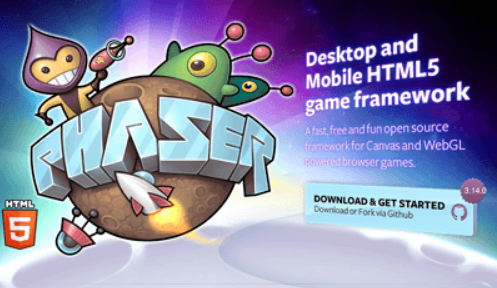 PHASER
Desktop and
Mobile HTML5
game framework
A fast, free and fun open source
framework for Canvas and WebGL
powered browser games.
DOWNLOAD & GET STARTED
Download or Fork via Github
3.14.0
HTML
5